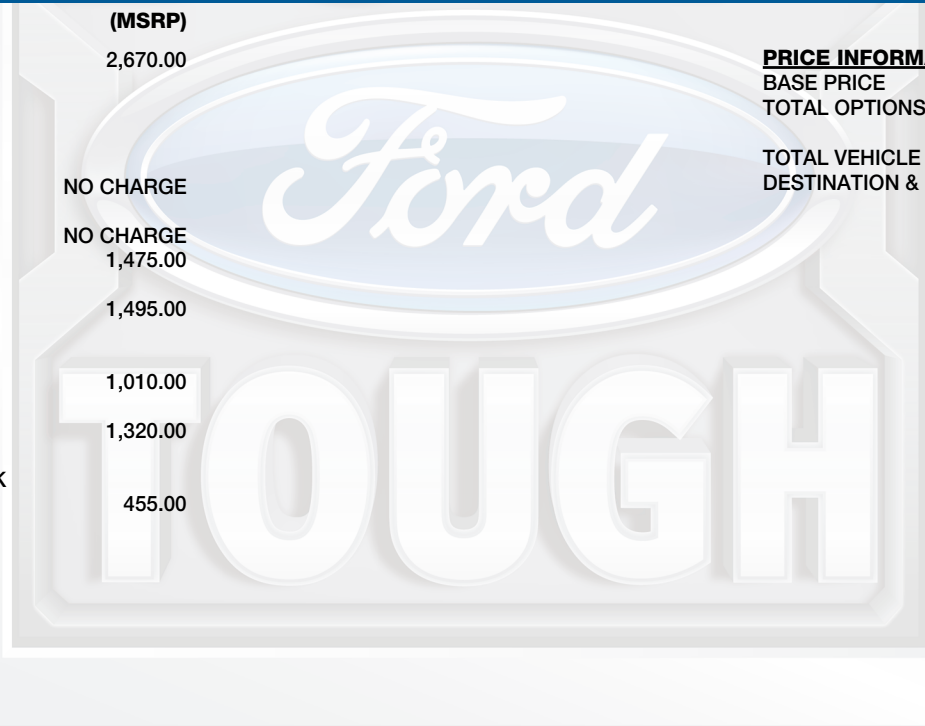 (MSRP)
2,670.00
NO CHARGE
NO CHARGE
1,475.00
1,495.00
1,010.00
1,320.00
K
455.00
PRICE INFORMA
BASE PRICE
TOTAL OPTIONS
TOTAL VEHICLE
DESTINATION &
Ford
TOUGH